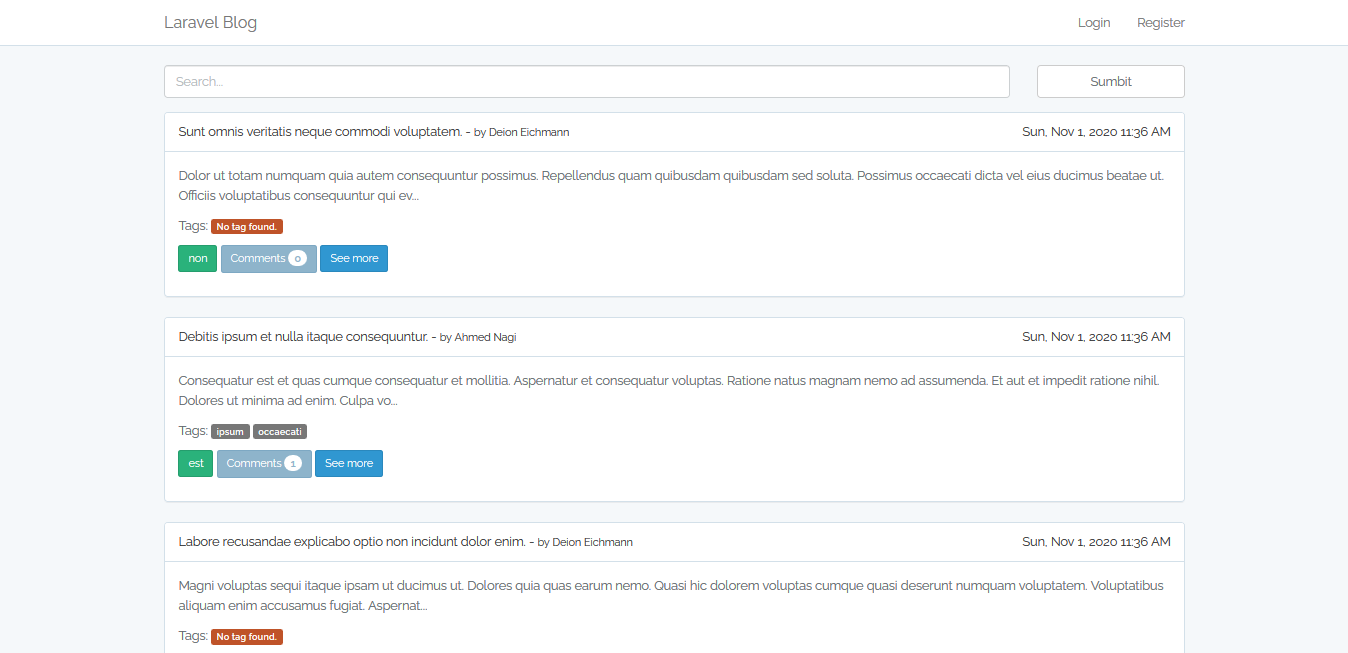 Laravel Blog Login Register
Search... Sumbit
Sunt omnis veritatis neque commodi voluptatem. - by Deion Eichmann Sun, Nov 1, 2020 11:36 AM
Dolor ut totam numquam quia autem consequuntur possimus. Repellendus quam quibusdam quibusdam sed soluta. Possimus occaecati dicta vel eius ducimus beatae ut.
Officiis voluptatibus consequuntur qui ev...
Tags: No tag found.
non Comments 0 See more
Debitis ipsum et nulla itaque consequuntur. - by Ahmed Nagi Sun, Nov 1, 2020 11:36 AM
Consequatur est et quas cumque consequatur et mollitia. Aspernatur et consequatur voluptas. Ratione natus magnam nemo ad assumenda. Et aut et impedit ratione nihil.
Dolores ut minima ad enim. Culpa vo...
Tags: ipsum occaecati
est Comments 1 See more
Labore recusandae explicabo optio non incidunt dolor enim. - by Deion Eichmann Sun, Nov 1, 2020 11:36 AM
Magni voluptas sequi itaque ipsam ut ducimus ut. Dolores quia quas earum nemo. Quasi hic dolorem voluptas cumque quasi deserunt numquam voluptatem. Voluptatibus
aliquam enim accusamus fugiat. Aspernat...
Tags: No tag found.